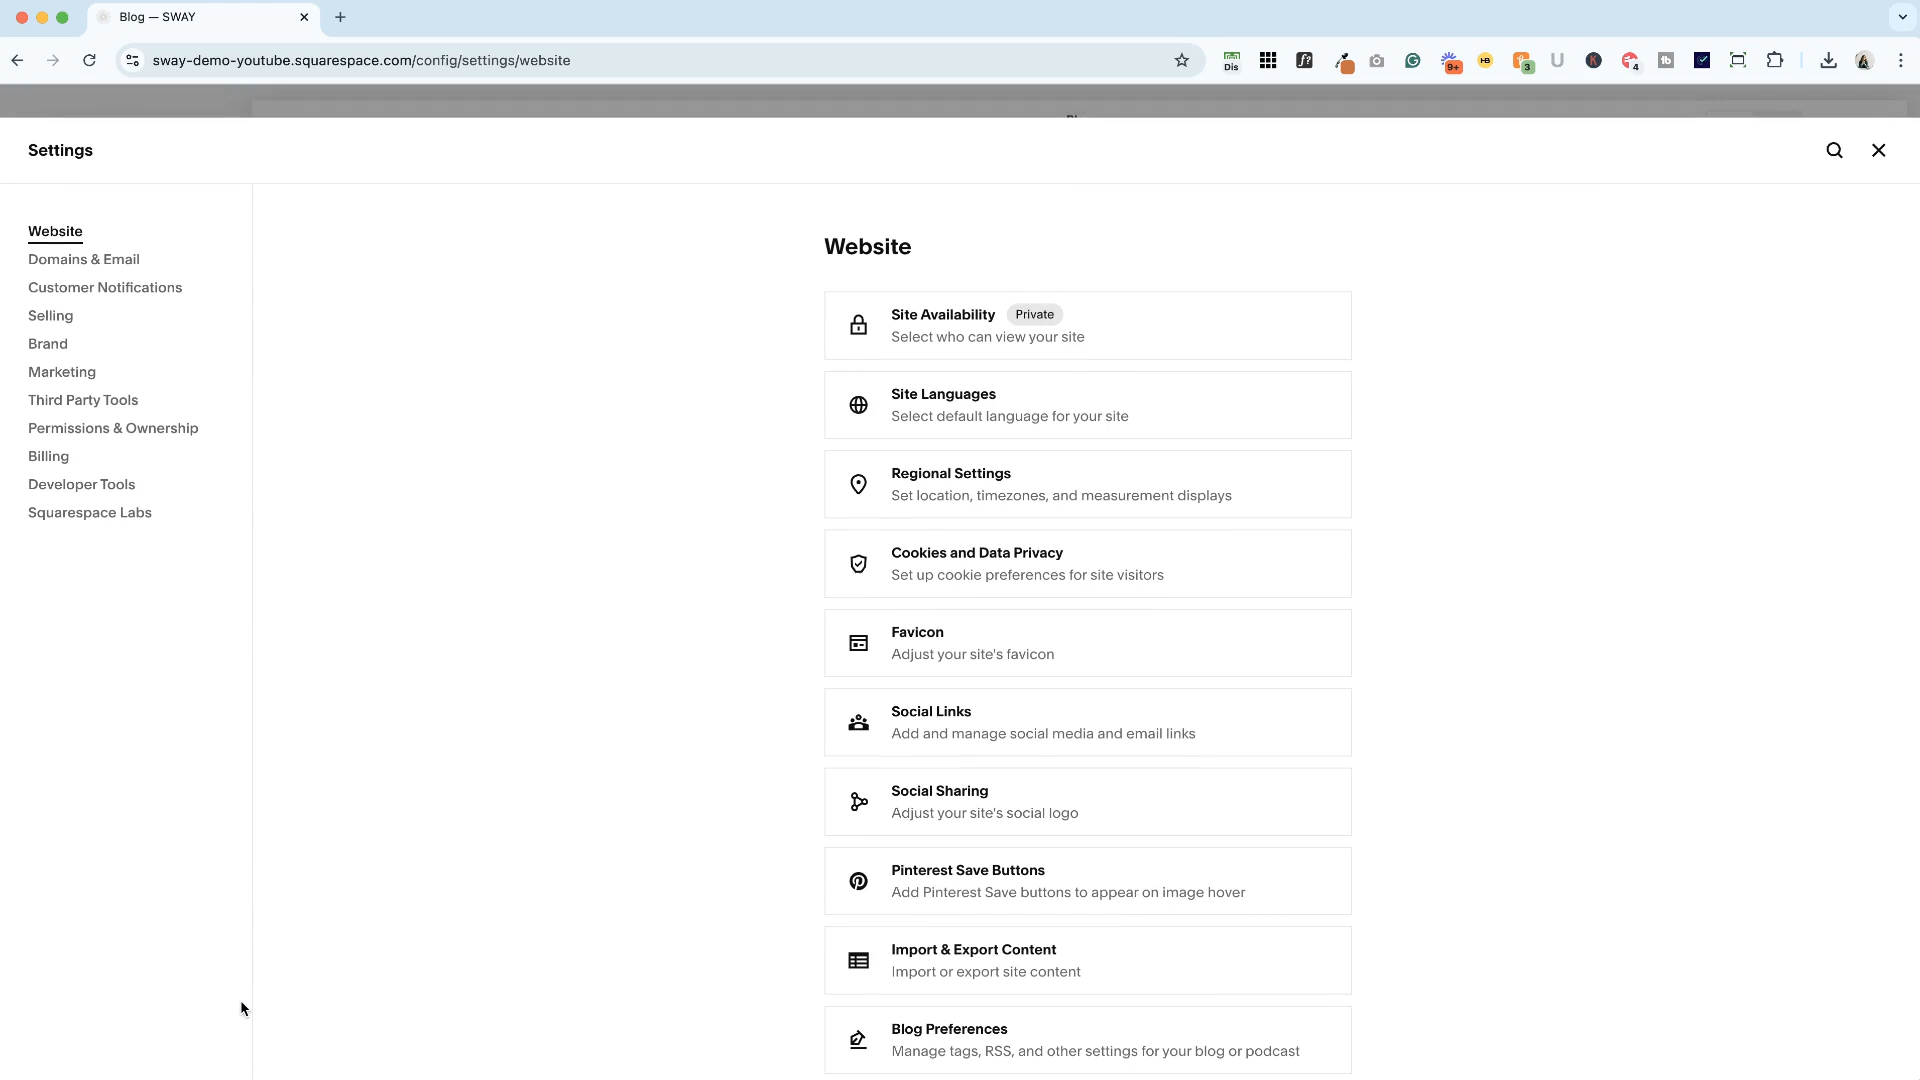 Blog — SWAY
sway-demo-youtube.squarespace.com/config/settings/website
Dis
f?
9+
HB
3
U
K
4
tb
Settings
Website
Domains & Email
Customer Notifications
Selling
Brand
Marketing
Third Party Tools
Permissions & Ownership
Billing
Developer Tools
Squarespace Labs
Website
Site Availability Private
Select who can view your site
Site Languages
Select default language for your site
Regional Settings
Set location, timezones, and measurement displays
Cookies and Data Privacy
Set up cookie preferences for site visitors
Favicon
Adjust your site's favicon
Social Links
Add and manage social media and email links
Social Sharing
Adjust your site's social logo
Pinterest Save Buttons
Add Pinterest Save buttons to appear on image hover
Import & Export Content
Import or export site content
Blog Preferences
Manage tags, RSS, and other settings for your blog or podcast